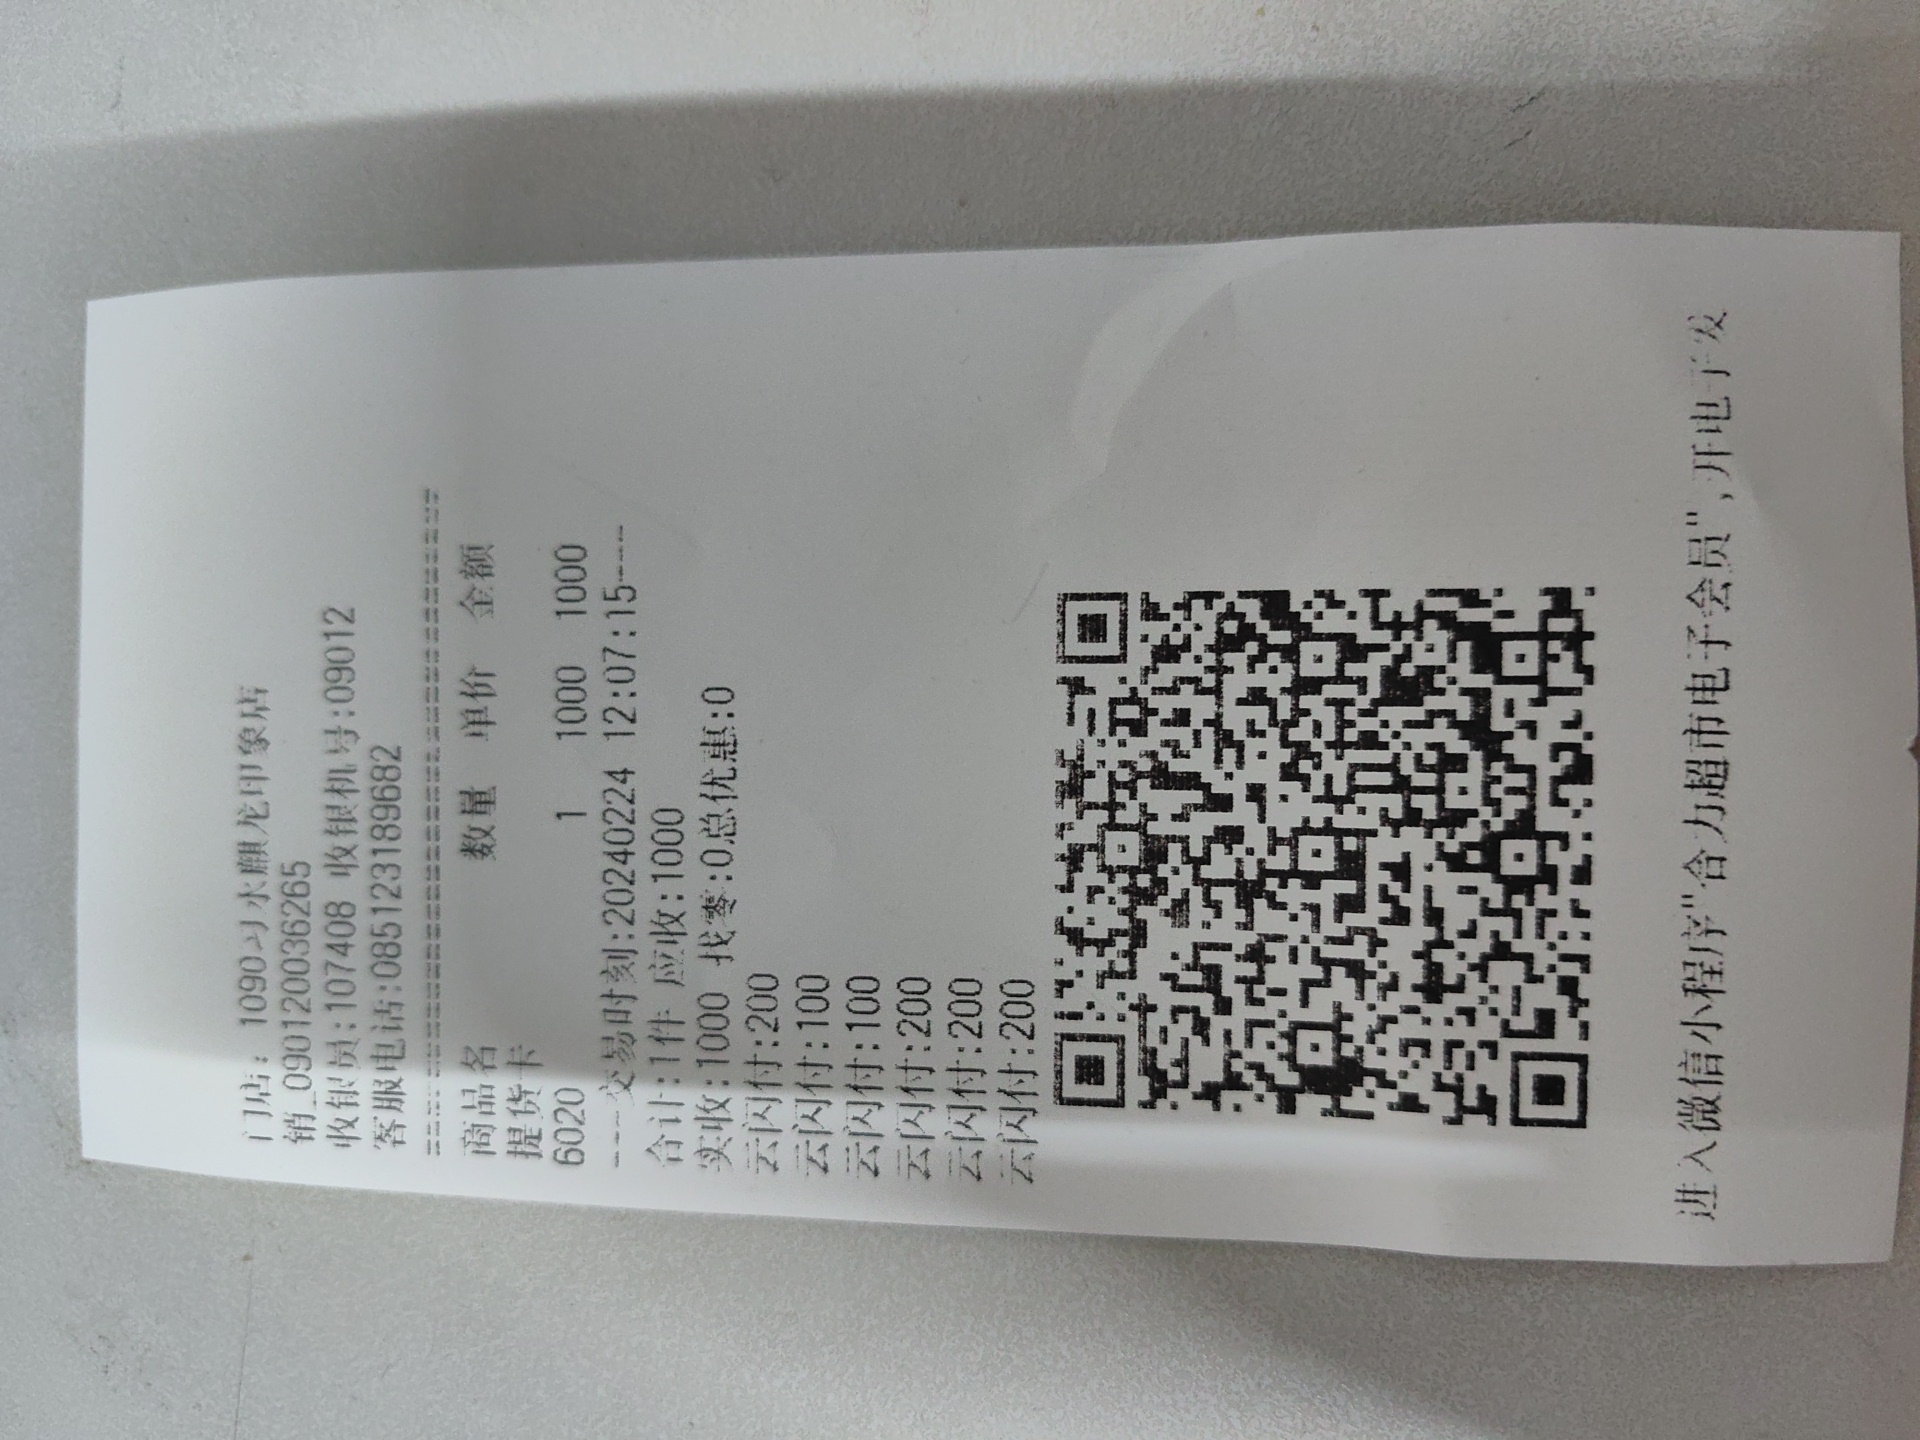 门店: 1090习水麒龙印象店
销_090120036265
收银员:107408 收银机号:09012
客服电话:085123189682
================================
商品名 数量 单价 金额
提货卡
6020 1 1000 1000
----交易时刻:20240224 12:07:15----
合计:1件 应收:1000
实收:1000 找零:0总优惠:0
云闪付:200
云闪付:100
云闪付:100
云闪付:200
云闪付:200
云闪付:200
进入微信小程序"合力超市电子会员",开电子发